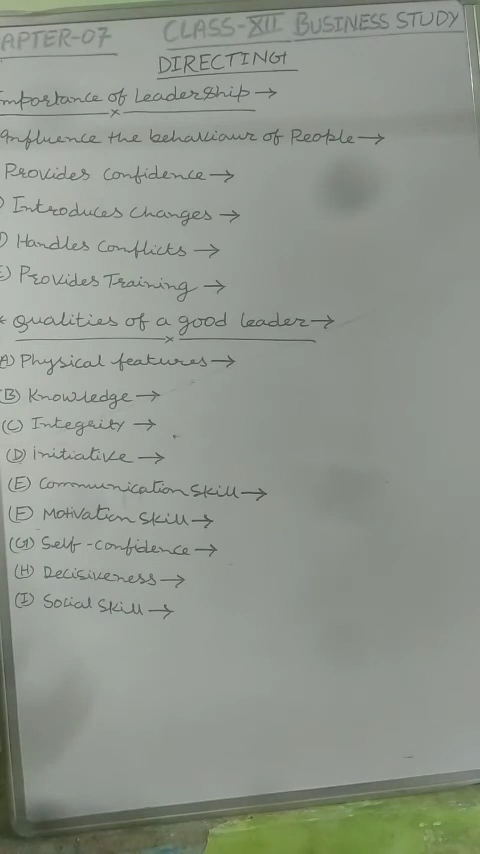 APTER-07 CLASS-XII BUSINESS STUDY
DIRECTING
Importance of Leadership →
Influence the behaviour of People →
Provides Confidence →
) Introduces Changes →
) Handles Conflicts →
E) Provides Training →
* Qualities of a good leader →
(A) Physical features →
(B) Knowledge →
(C) Integrity →
(D) initiative →
(E) Communication Skill →
(F) Motivation Skill →
(G) Self-confidence →
(H) Decisiveness →
(I) Social Skill →